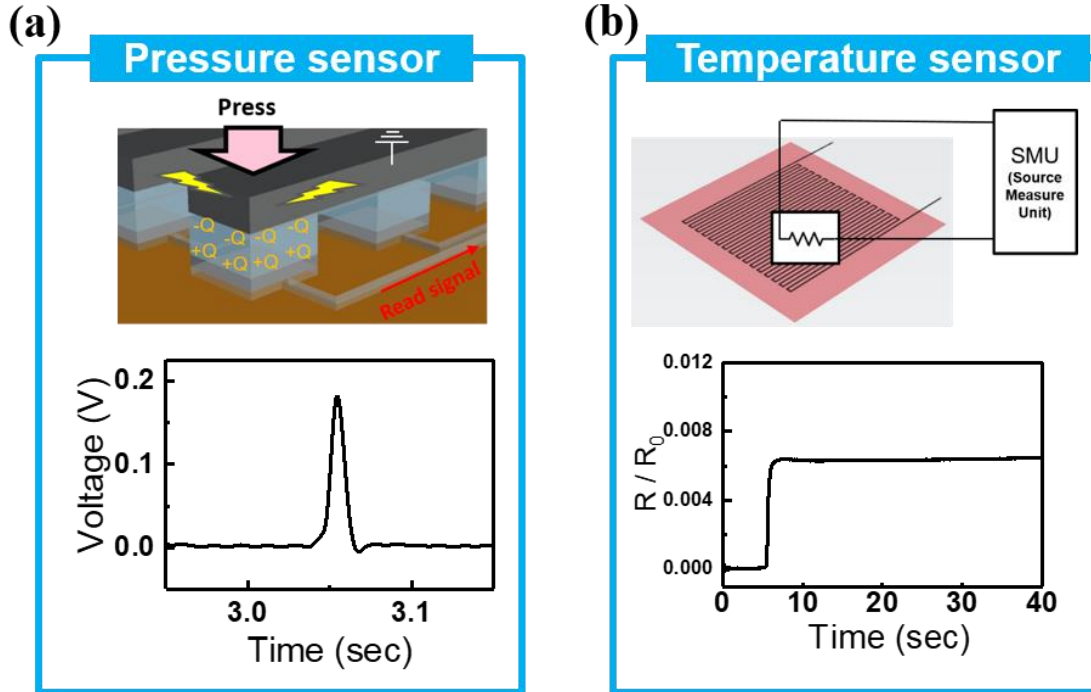 (a)
Pressure sensor
Press
-Q -Q -Q -Q
+Q +Q +Q +Q
Read signal
Voltage (V)
0.2
0.1
0.0
3.0 3.1
Time (sec)
(b)
Temperature sensor
SMU
(Source
Measure
Unit)
R / R0
0.012
0.008
0.004
0.000
0 10 20 30 40
Time (sec)